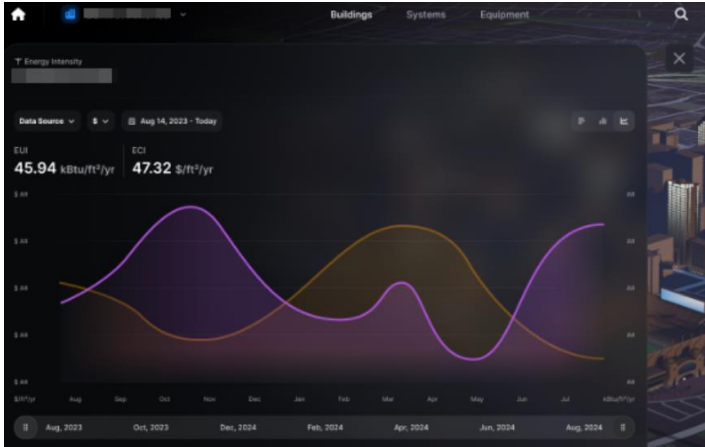 Buildings Systems Equipment
Energy Intensity
Data Source $ Aug 14, 2023 - Today
EUI ECI
45.94 kBtu/ft²/yr 47.32 $/ft²/yr
$ ## ##
$ ## ##
$ ## ##
$ ## ##
$ ## ##
$/ft²/yr Aug Sep Oct Nov Dec Jan Feb Mar Apr May Jun Jul kBtu/ft²/yr
Aug, 2023 Oct, 2023 Dec, 2024 Feb, 2024 Apr, 2024 Jun, 2024 Aug, 2024